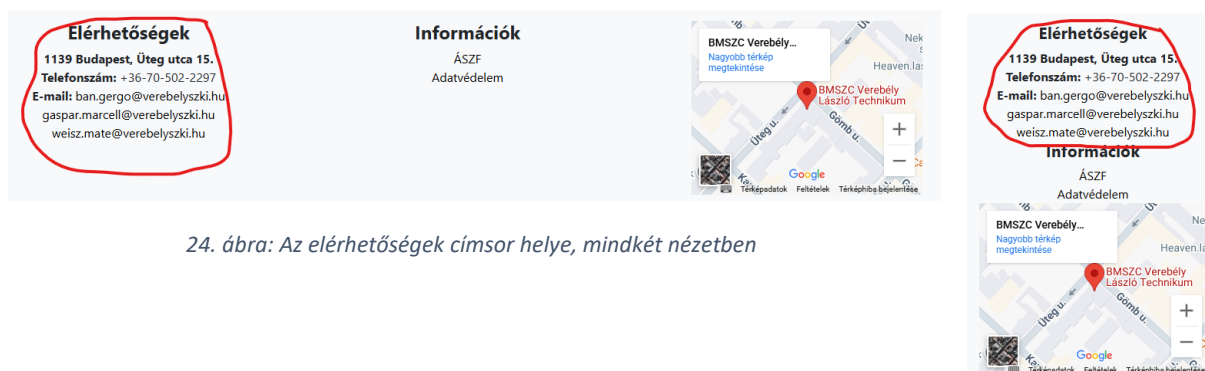 Elérhetőségek
1139 Budapest, Üteg utca 15.
Telefonszám: +36-70-502-2297
E-mail: ban.gergo@verebelyszki.hu
gaspar.marcell@verebelyszki.hu
weisz.mate@verebelyszki.hu
Információk
ÁSZF
Adatvédelem
BMSZC Verebély...
Nagyobb térkép
megtekintése
Heaven.la
BMSZC Verebély
László Technikum
Üteg u.
Gömb u.
Google
Térképadatok Feltételek Térképhiba bejelentése
24. ábra: Az elérhetőségek címsor helye, mindkét nézetben
Elérhetőségek
1139 Budapest, Üteg utca 15.
Telefonszám: +36-70-502-2297
E-mail: ban.gergo@verebelyszki.hu
gaspar.marcell@verebelyszki.hu
weisz.mate@verebelyszki.hu
Információk
ÁSZF
Adatvédelem
BMSZC Verebély...
Nagyobb térkép
megtekintése
Heaven.la
BMSZC Verebély
László Technikum
Üteg u.
Gömb u.
Google
Térképadatok Feltételek Térképhiba bejelentése